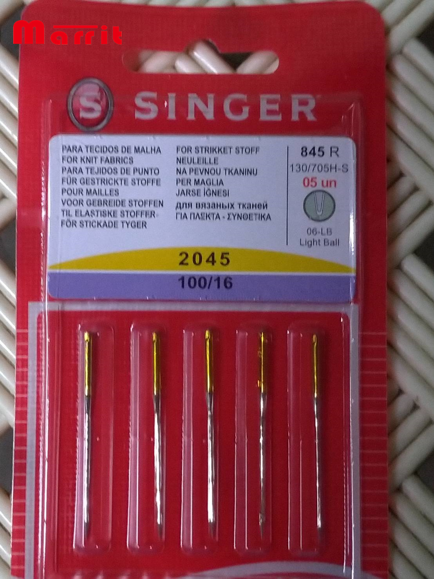 Marrit
S SINGER
PARA TECIDOS DE MALHA
FOR KNIT FABRICS
PARA TEJIDOS DE PUNTO
FÜR GESTRICKTE STOFFE
POUR MAILLES
VOOR GEBREIDE STOFFEN
TIL ELASTISKE STOFFER-
FÖR STICKADE TYGER
FOR STRIKKET STOFF
NEULEILLE
NA PEVNOU TKANINU
PER MAGLIA
JARSE IĞNESI
для вязаных тканей
ΓΙΑ ΠΛΕΚΤΑ - ΣΥΝΘΕΤΙΚΑ
845 R
130/705H-S
05 un
06-LB
Light Ball
2045
100/16